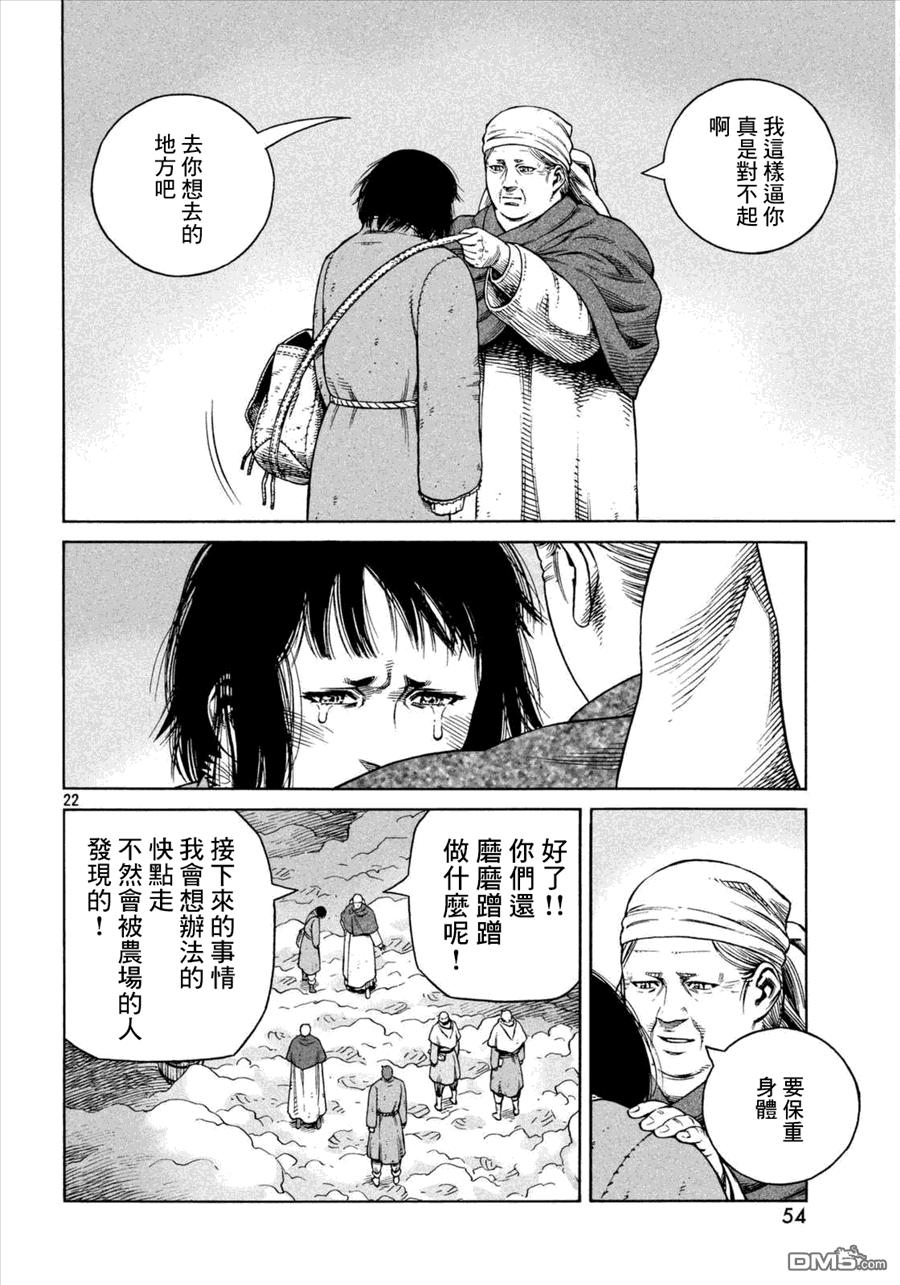 我這樣逼你
真是對不起
啊
去你想去的
地方吧
22
要保重
身體
好了!!
你們還
磨磨蹭蹭
做什麼呢！
接下來的事情
我會想辦法的
快點走
不然會被農場的人
發現的！
54
DM5.com